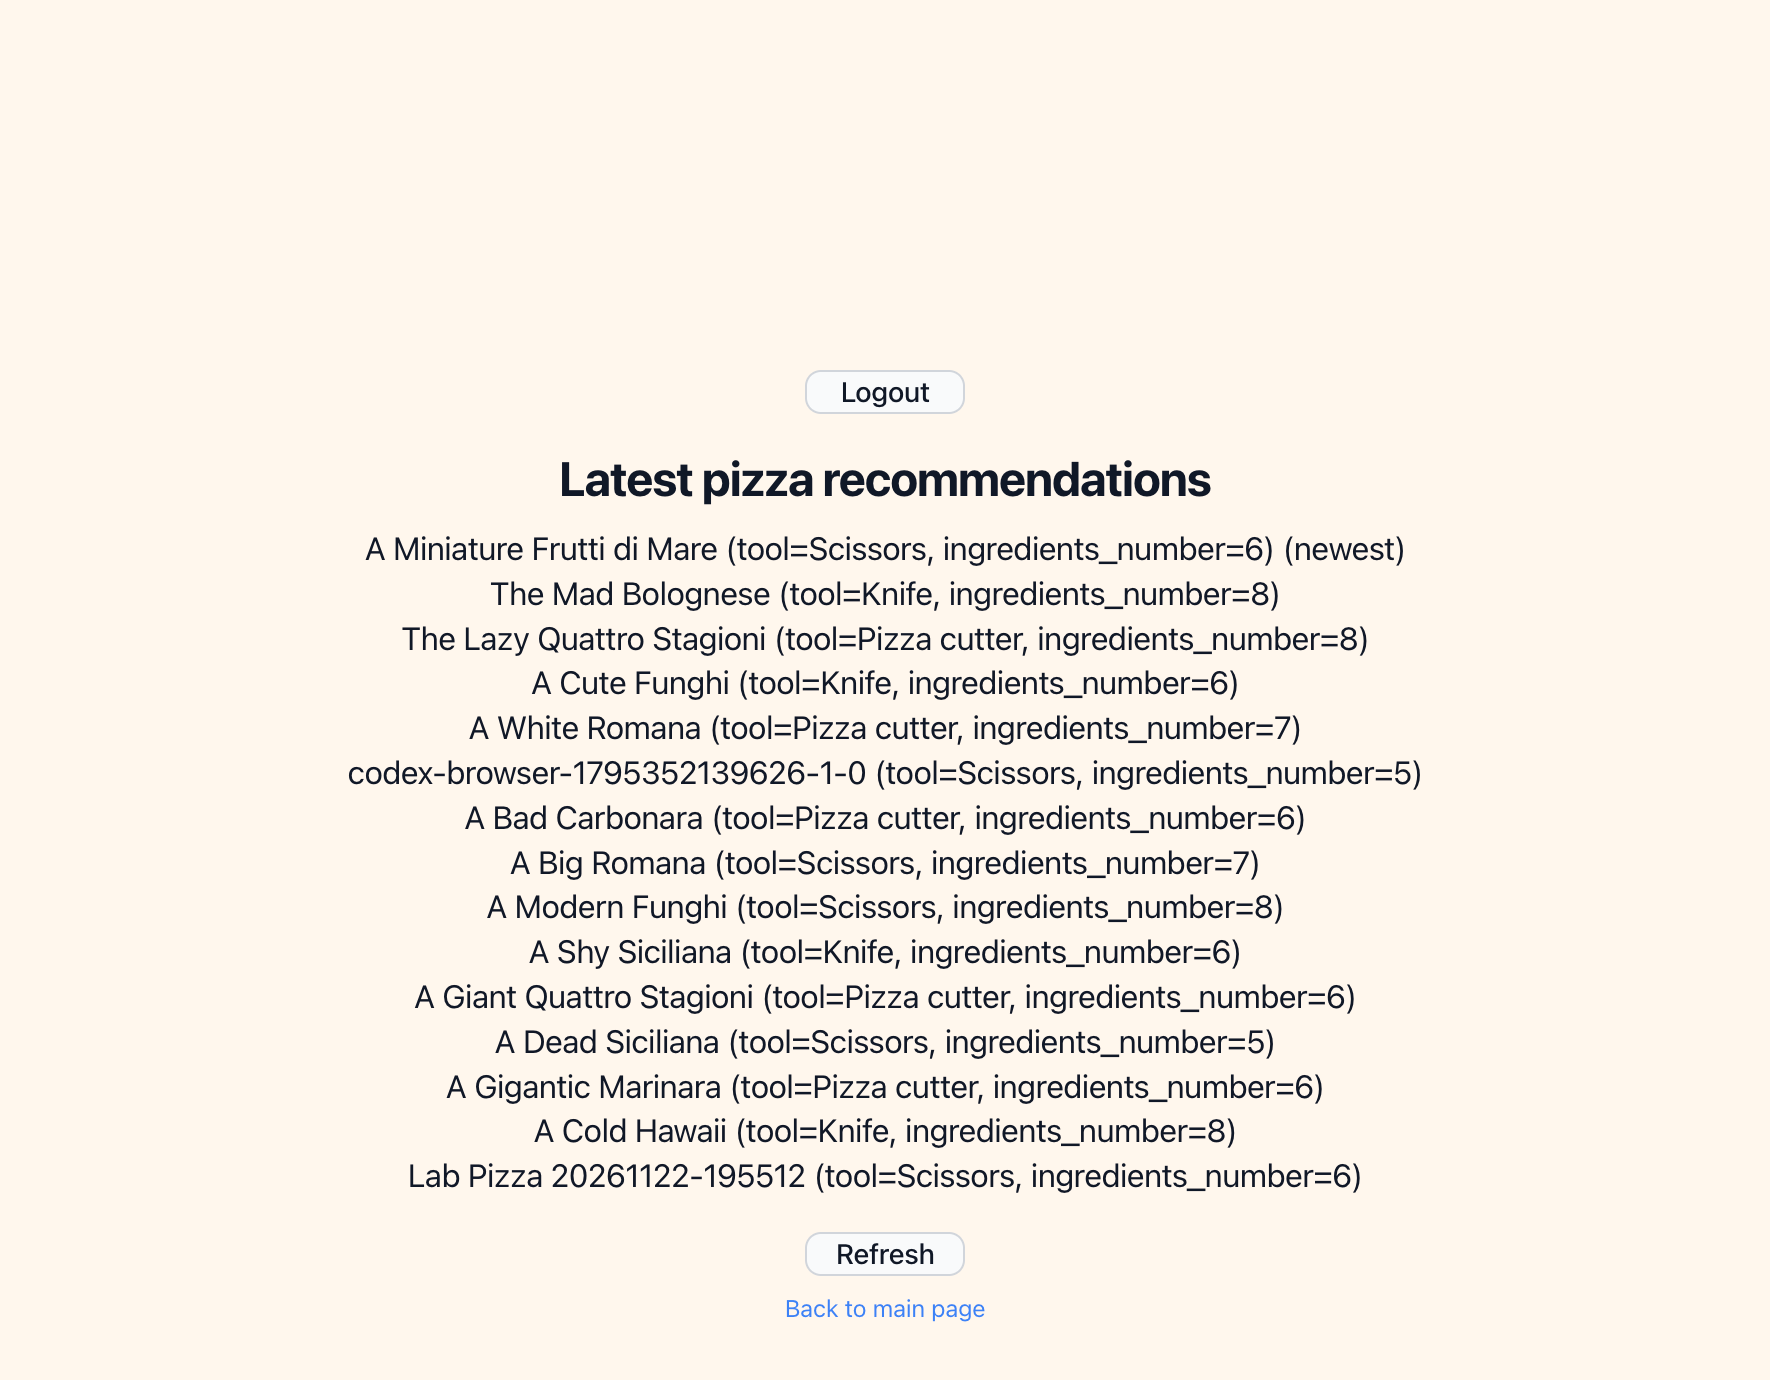 Logout
Latest pizza recommendations
A Miniature Frutti di Mare (tool=Scissors, ingredients_number=6) (newest)
The Mad Bolognese (tool=Knife, ingredients_number=8)
The Lazy Quattro Stagioni (tool=Pizza cutter, ingredients_number=8)
A Cute Funghi (tool=Knife, ingredients_number=6)
A White Romana (tool=Pizza cutter, ingredients_number=7)
codex-browser-1795352139626-1-0 (tool=Scissors, ingredients_number=5)
A Bad Carbonara (tool=Pizza cutter, ingredients_number=6)
A Big Romana (tool=Scissors, ingredients_number=7)
A Modern Funghi (tool=Scissors, ingredients_number=8)
A Shy Siciliana (tool=Knife, ingredients_number=6)
A Giant Quattro Stagioni (tool=Pizza cutter, ingredients_number=6)
A Dead Siciliana (tool=Scissors, ingredients_number=5)
A Gigantic Marinara (tool=Pizza cutter, ingredients_number=6)
A Cold Hawaii (tool=Knife, ingredients_number=8)
Lab Pizza 20261122-195512 (tool=Scissors, ingredients_number=6)
Refresh
Back to main page